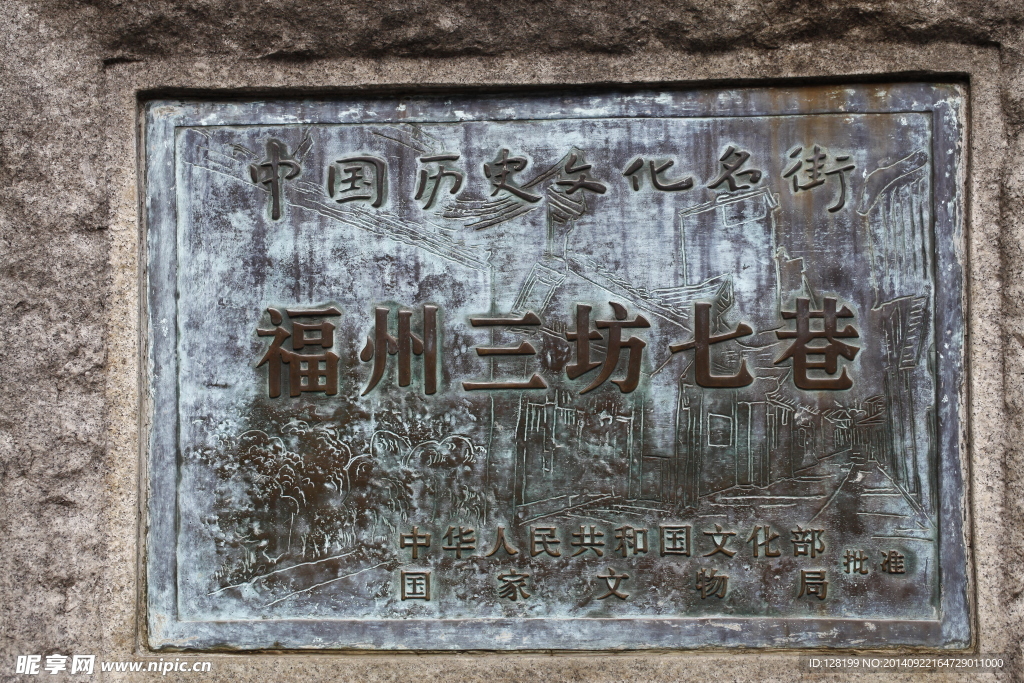 中国历史文化名街
福州三坊七巷
中华人民共和国文化部
国家文物局
批准
昵享网 www.nipic.cn
ID:128199 NO:20140922164729011000